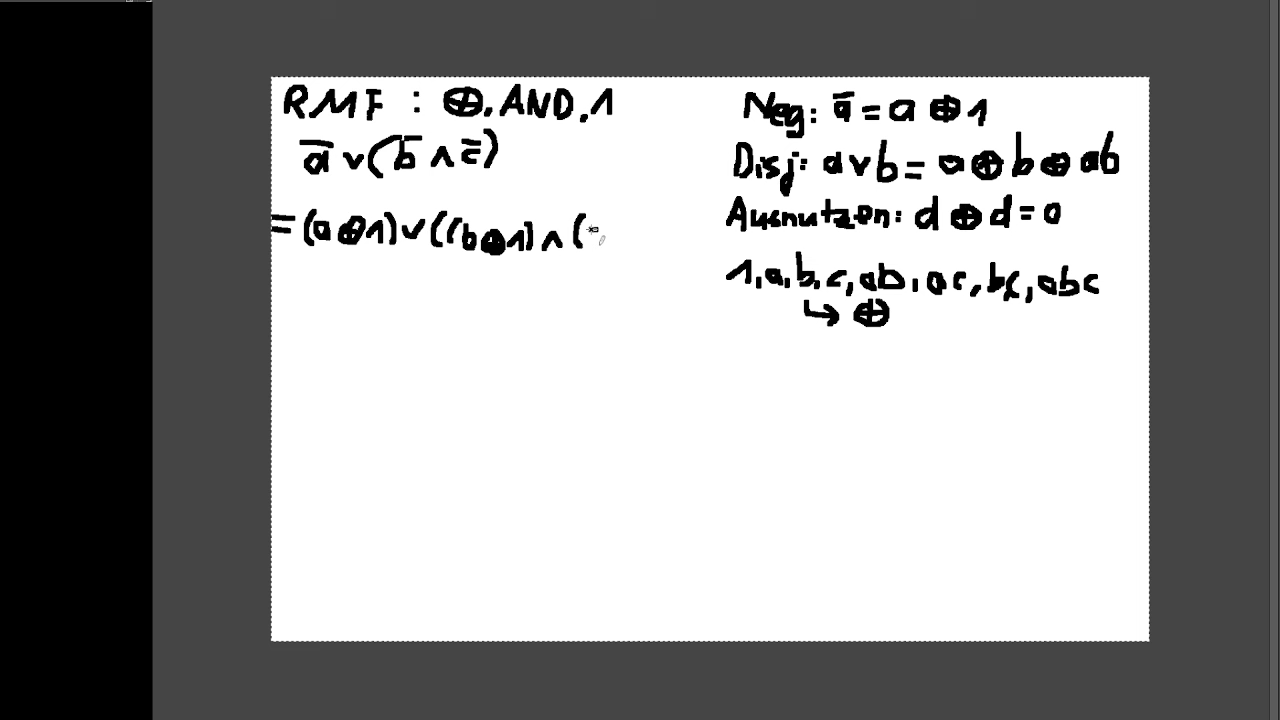 RMF : ⊕, AND, 1
a̅ ∨ (b̅ ∧ c̅)
= (a⊕1) ∨ ((b⊕1) ∧ (
Neg: a̅ = a ⊕ 1
Disj: a ∨ b = a ⊕ b ⊕ ab
Ausnutzen: d ⊕ d = 0
1, a, b, c, ab, ac, bc, abc
↳ ⊕